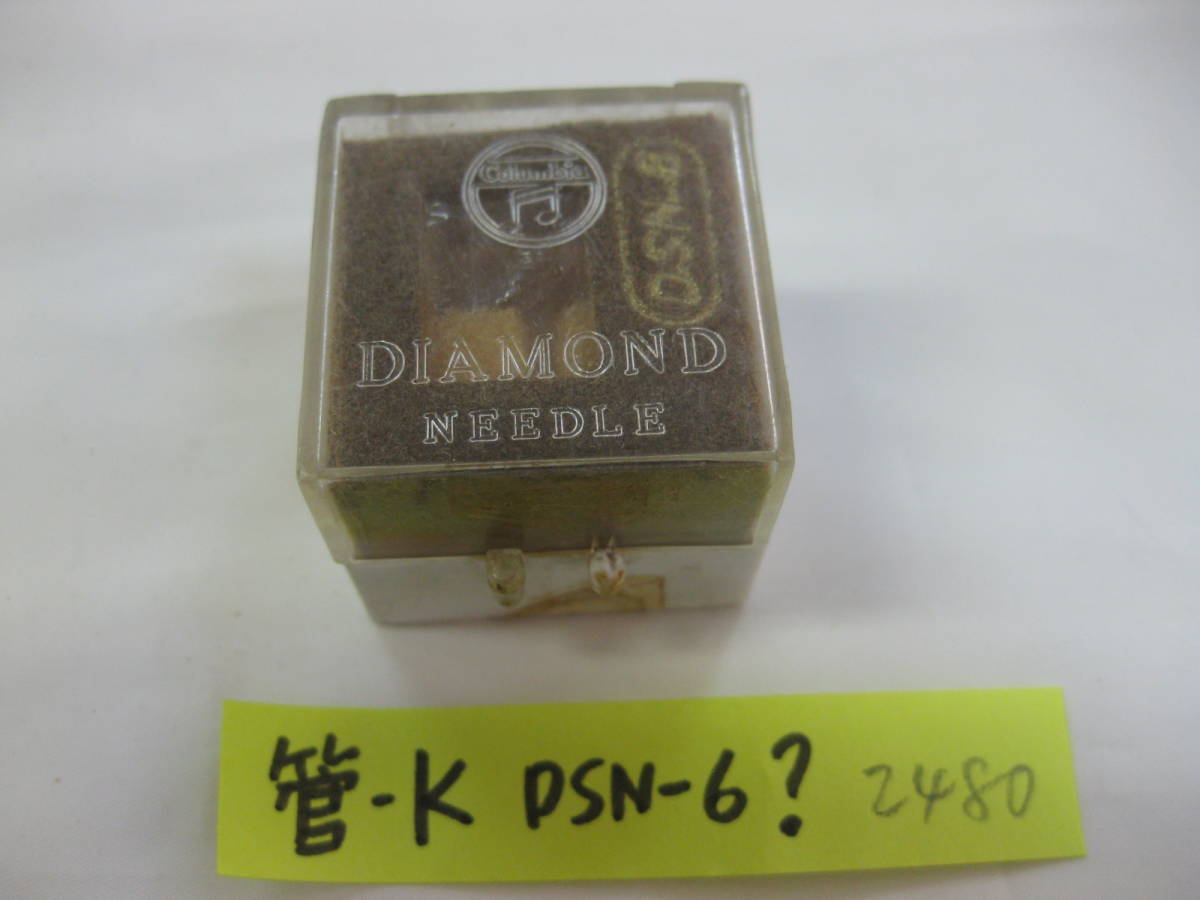 Columbia
DSN-6
DIAMOND
NEEDLE
管-K DSN-6? 2480